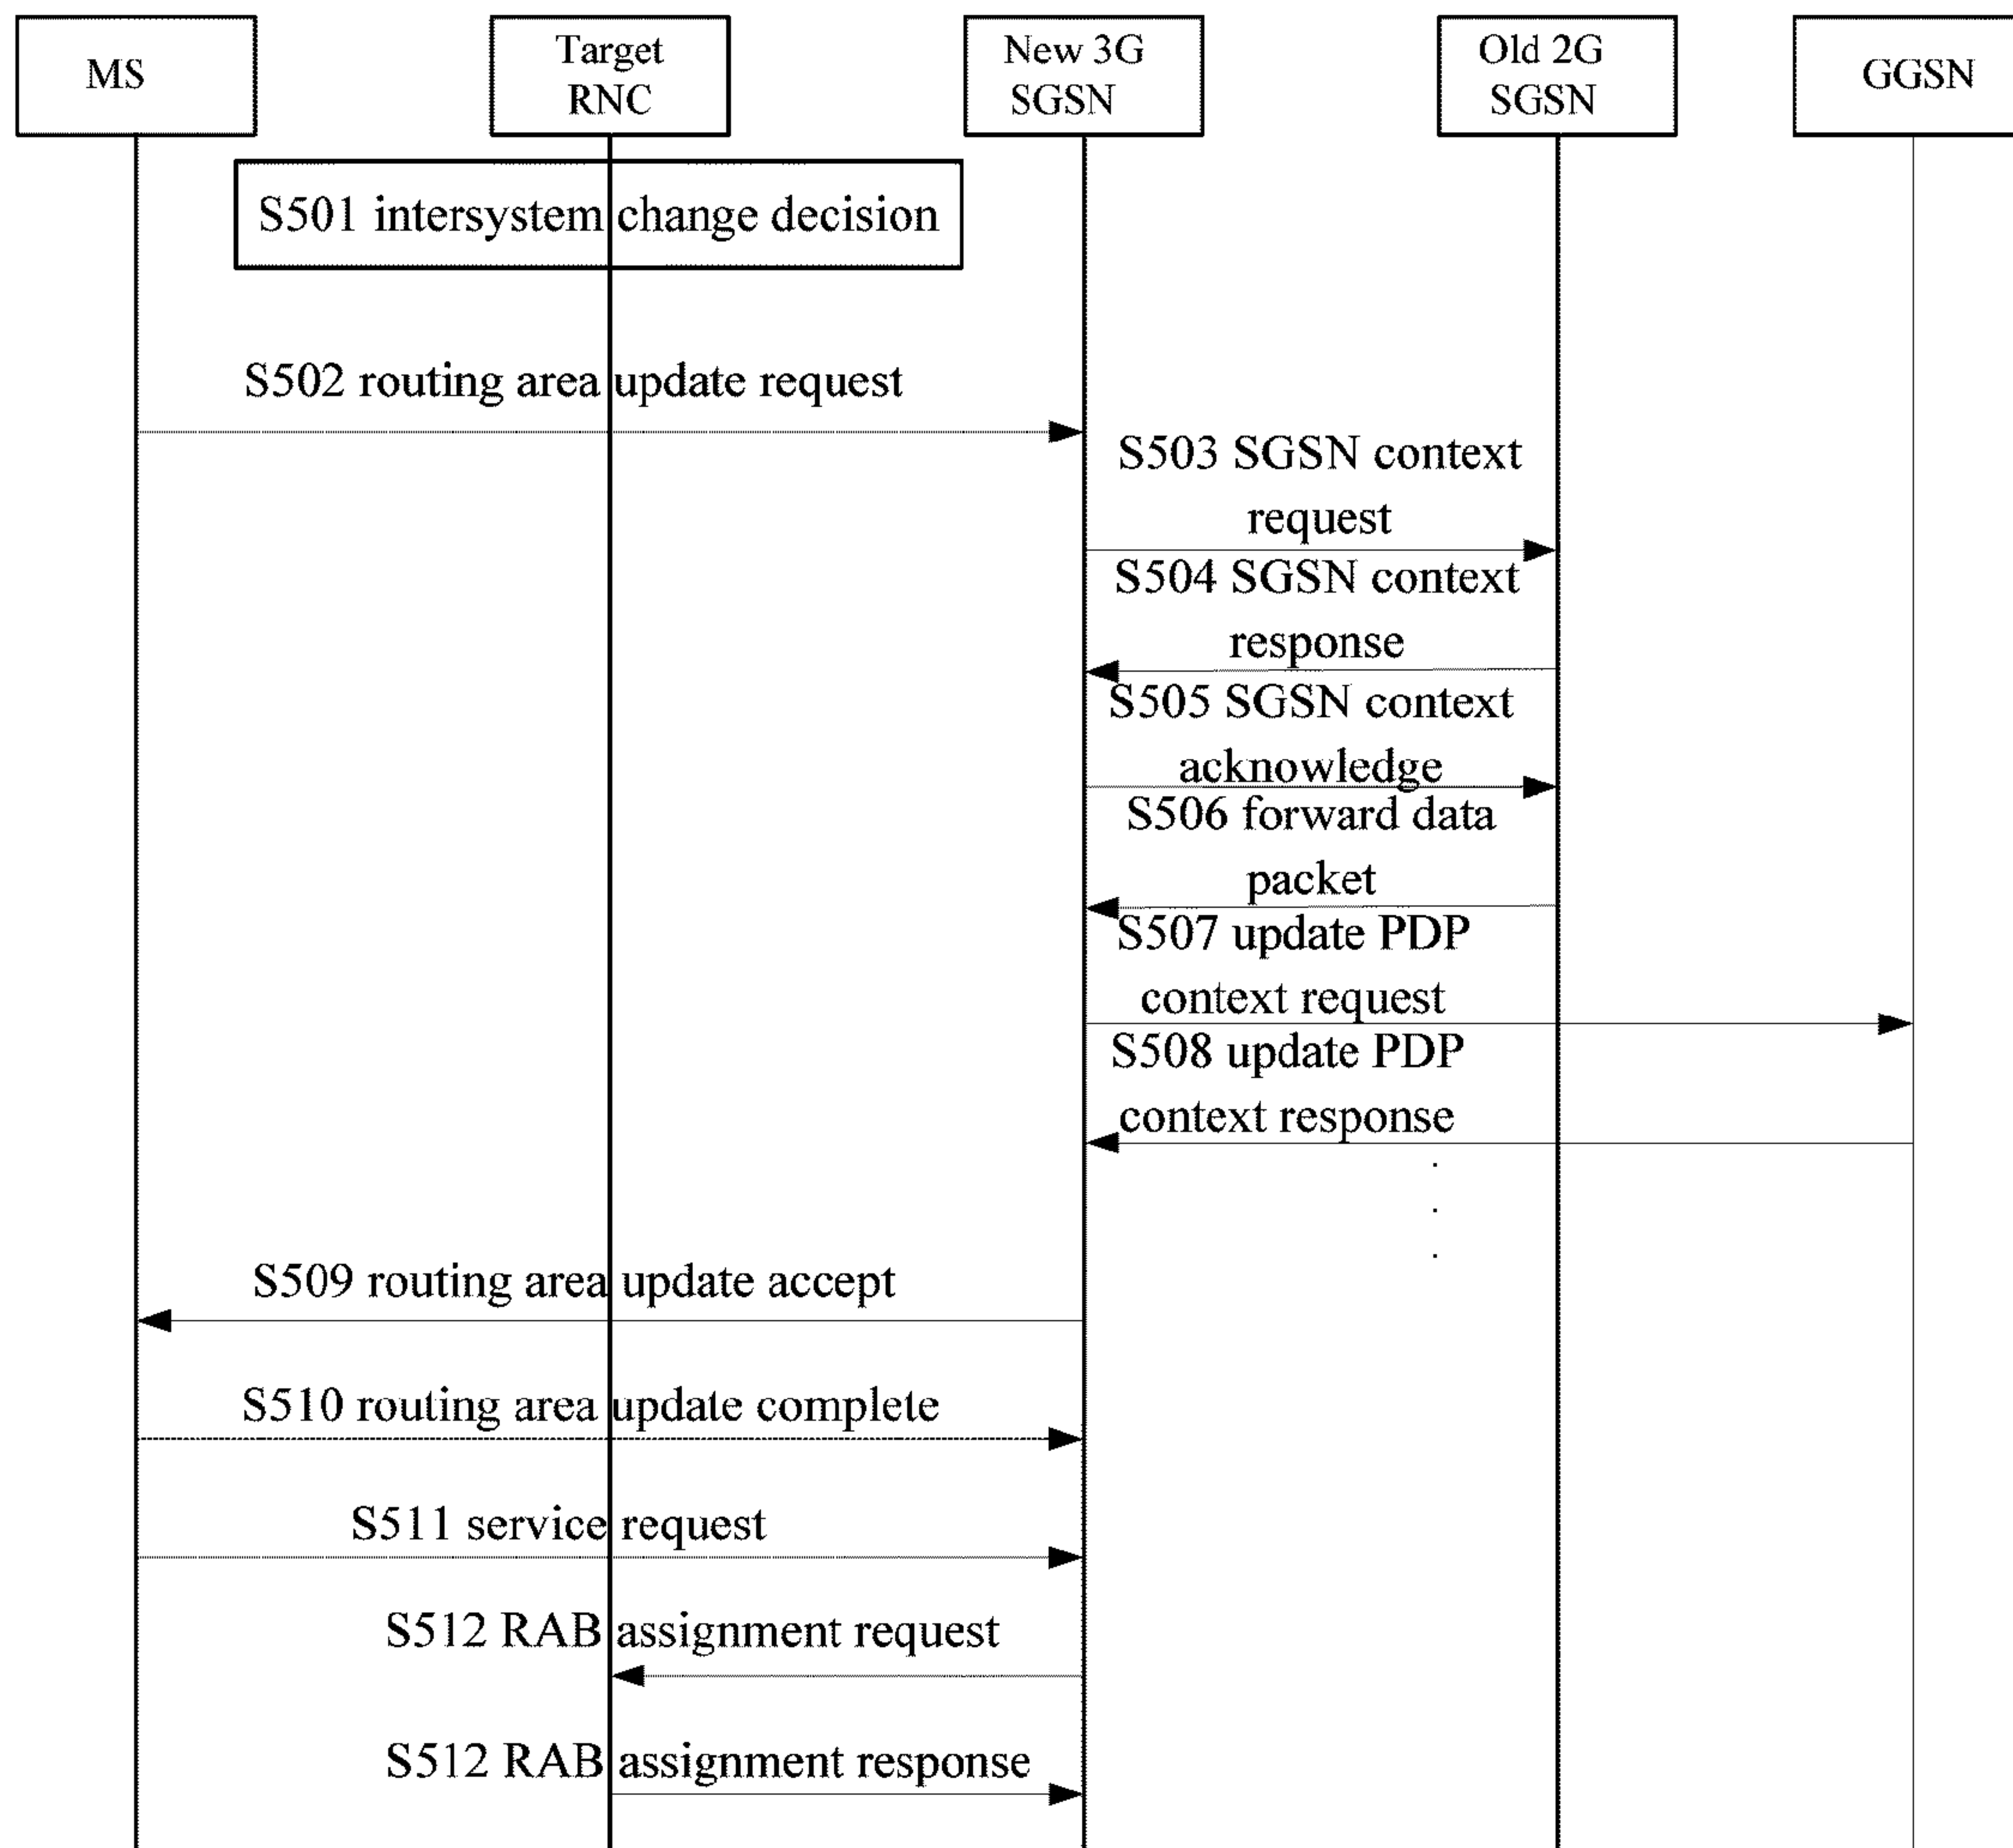 MS
Target
RNC
New 3G
SGSN
Old 2G
SGSN
GGSN
S501 intersystem change decision
S502 routing area update request
S503 SGSN context
request
S504 SGSN context
response
S505 SGSN context
acknowledge
S506 forward data
packet
S507 update PDP
context request
S508 update PDP
context response
S509 routing area update accept
S510 routing area update complete
S511 service request
S512 RAB assignment request
S512 RAB assignment response